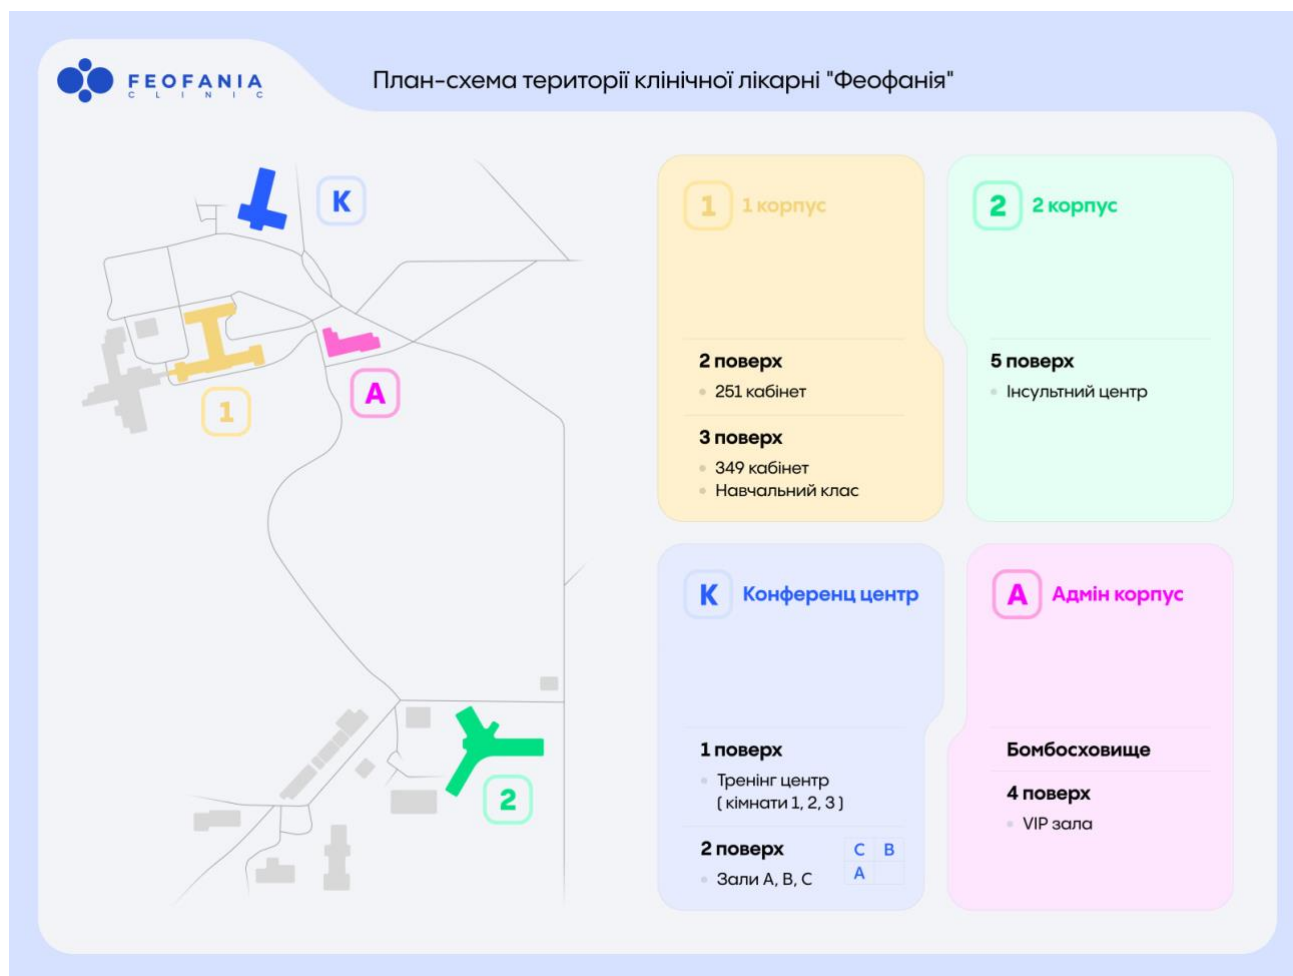 FEOFANIA
CLINIC
План-схема території клінічної лікарні "Феофанія"
K
1
A
2
1 1 корпус
2 поверх
251 кабінет
3 поверх
349 кабінет
Навчальний клас
2 2 корпус
5 поверх
Інсультний центр
К Конференц центр
1 поверх
Тренінг центр
( кімнати 1, 2, 3 )
2 поверх
Зали А, В, С
C B
A
А Адмін корпус
Бомбосховище
4 поверх
VIP зала